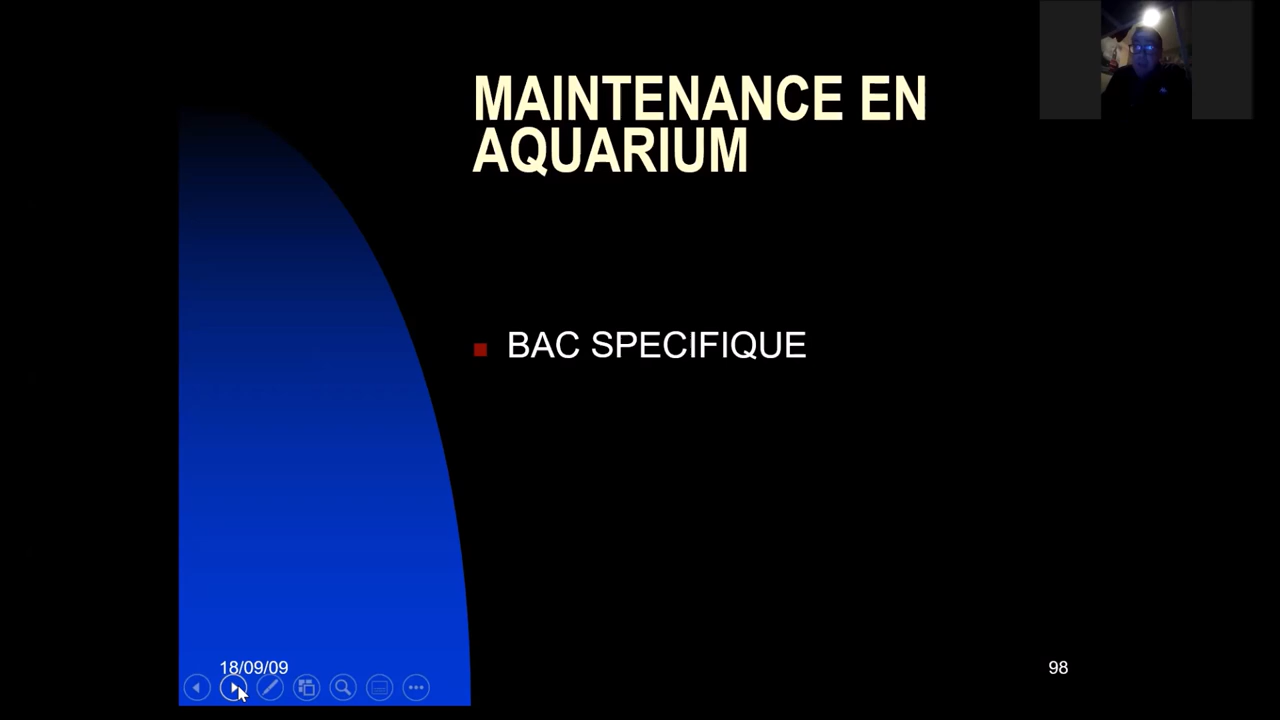 MAINTENANCE EN
AQUARIUM
BAC SPECIFIQUE
18/09/09
98